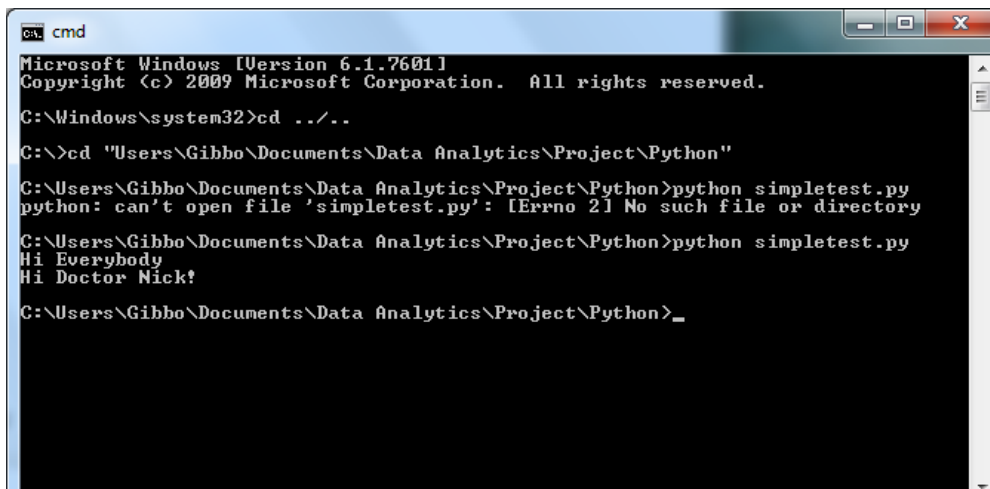 cmd
Microsoft Windows [Version 6.1.7601]
Copyright (c) 2009 Microsoft Corporation.  All rights reserved.
C:\Windows\system32>cd ../..
C:\>cd "Users\Gibbo\Documents\Data Analytics\Project\Python"
C:\Users\Gibbo\Documents\Data Analytics\Project\Python>python simpletest.py
python: can't open file 'simpletest.py': [Errno 2] No such file or directory
C:\Users\Gibbo\Documents\Data Analytics\Project\Python>python simpletest.py
Hi Everybody
Hi Doctor Nick!
C:\Users\Gibbo\Documents\Data Analytics\Project\Python>_